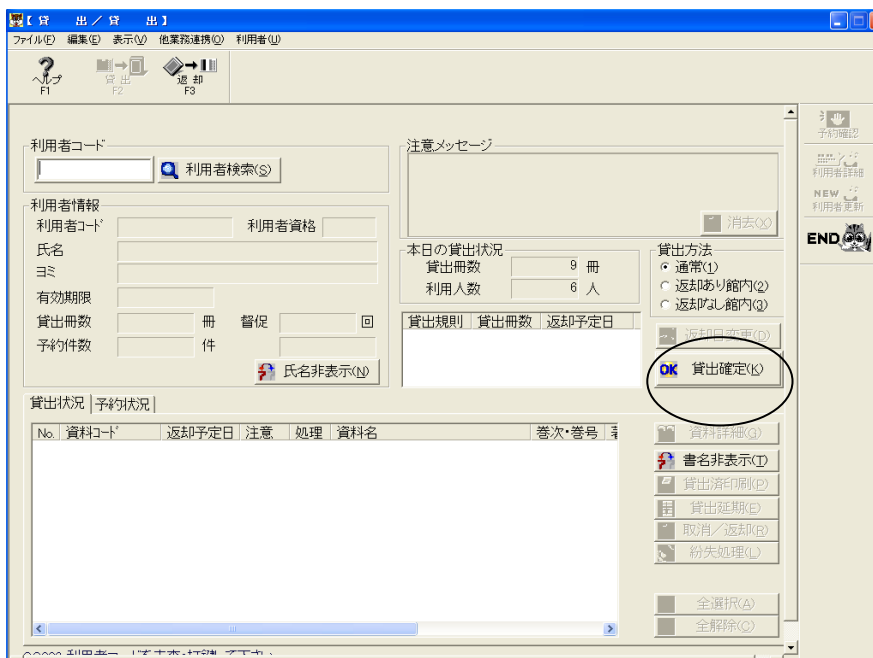 【貸 出／貸 出】
ファイル(F) 編集(E) 表示(V) 他業務連携(O) 利用者(U)
ヘルプ
F1
貸 出
F2
返 却
F3
利用者コード
利用者検索(S)
利用者情報
利用者コード 利用者資格
氏名
ヨミ
有効期限
貸出冊数 冊 督促 回
予約件数 件
氏名非表示(N)
注意メッセージ
消去(X)
本日の貸出状況
貸出冊数 9 冊
利用人数 6 人
貸出方法
通常(1)
返却あり館内(2)
返却なし館内(3)
貸出規則 貸出冊数 返却予定日
返却日変更(D)
OK 貸出確定(K)
貸出状況 予約状況
No. 資料コード 返却予定日 注意 処理 資料名 巻次・巻号
資料詳細(G)
書名非表示(T)
貸出済印刷(P)
貸出延期(E)
取消／返却(R)
紛失処理(L)
全選択(A)
全解除(C)
予約確認
利用者詳細
NEW
利用者更新
END